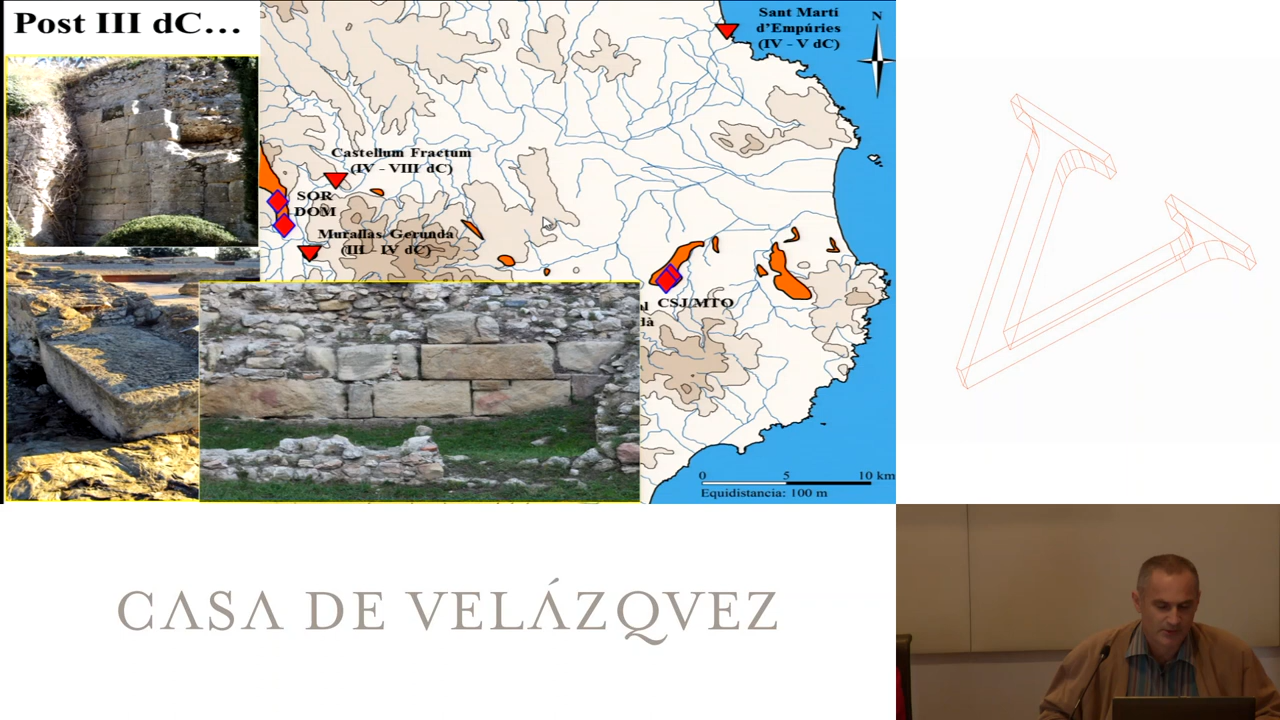 Post III dC...
Sant Martí
d'Empúries
(IV - V dC)
N
Castellum Fractum
(IV - VIII dC)
SOR
DOM
Murallas Gerunda
(III - IV dC)
CSJ/MTO
0 5 10 km
Equidistancia: 100 m
CASA DE VELÁZQVEZ